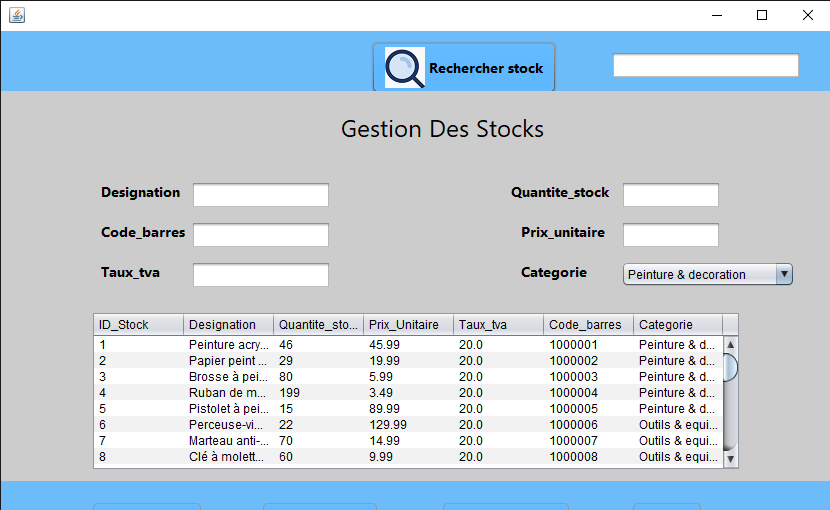 Rechercher stock
Gestion Des Stocks
Designation Quantite_stock
Code_barres Prix_unitaire
Taux_tva Categorie Peinture & decoration
ID_Stock Designation Quantite_sto... Prix_Unitaire Taux_tva Code_barres Categorie
1 Peinture acry... 46 45.99 20.0 1000001 Peinture & d...
2 Papier peint ... 29 19.99 20.0 1000002 Peinture & d...
3 Brosse à pei... 80 5.99 20.0 1000003 Peinture & d...
4 Ruban de m... 199 3.49 20.0 1000004 Peinture & d...
5 Pistolet à pei... 15 89.99 20.0 1000005 Peinture & d...
6 Perceuse-vi... 22 129.99 20.0 1000006 Outils & equi...
7 Marteau anti-... 70 14.99 20.0 1000007 Outils & equi...
8 Clé à molett... 60 9.99 20.0 1000008 Outils & equi...